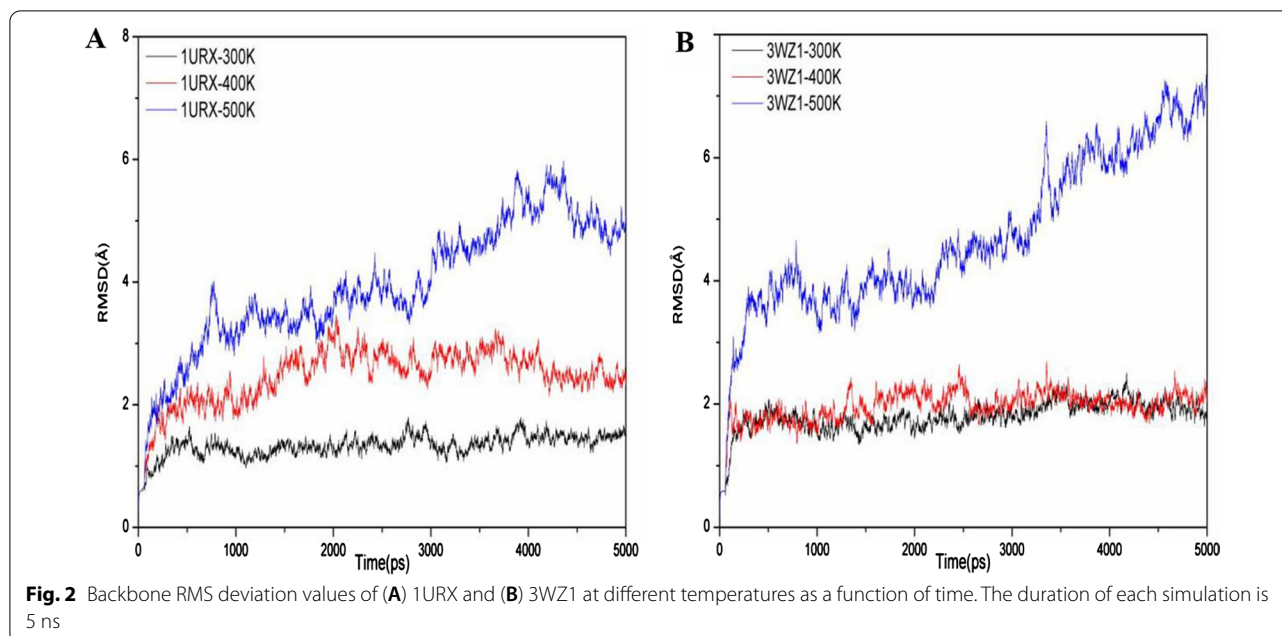 A
1URX-300K
1URX-400K
1URX-500K
8
6
4
2
0
RMSD(Å)
0 1000 2000 3000 4000 5000
Time(ps)
B
3WZ1-300K
3WZ1-400K
3WZ1-500K
6
4
2
0
RMSD(Å)
0 1000 2000 3000 4000 5000
Time(ps)
Fig. 2 Backbone RMS deviation values of (A) 1URX and (B) 3WZ1 at different temperatures as a function of time. The duration of each simulation is
5 ns